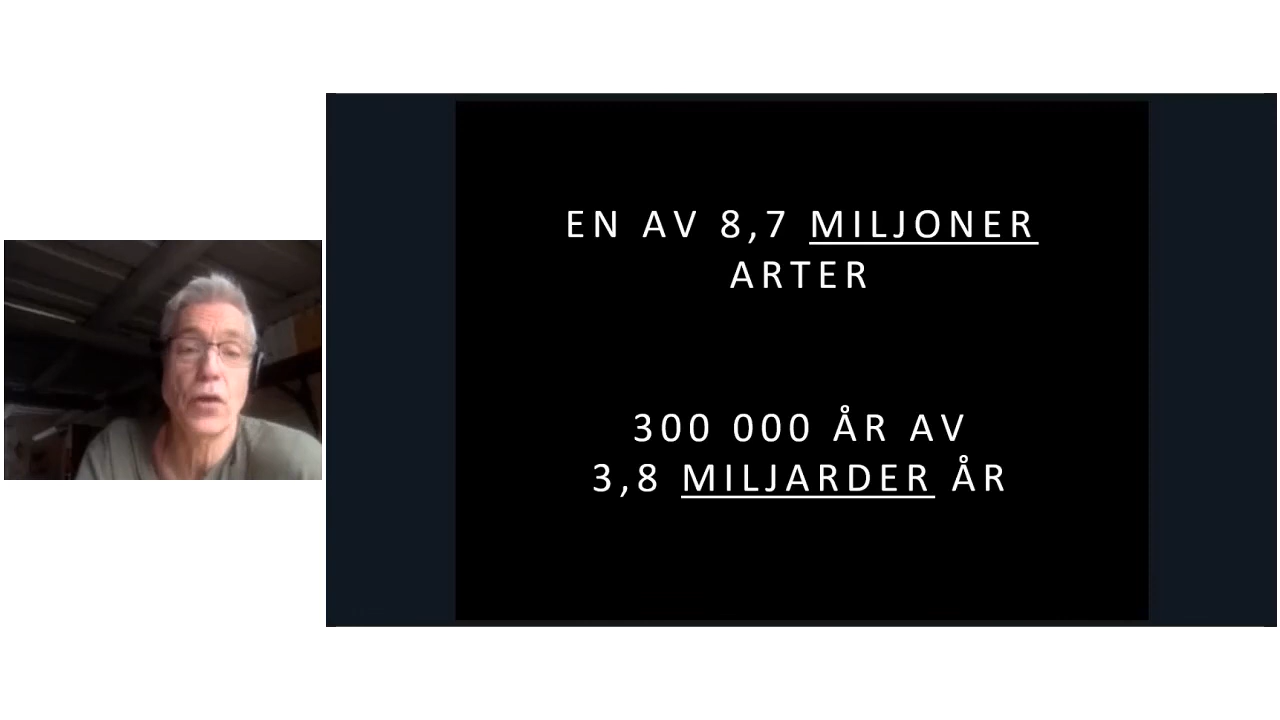 EN AV 8,7 MILJONER
ARTER
300 000 ÅR AV
3,8 MILJARDER ÅR